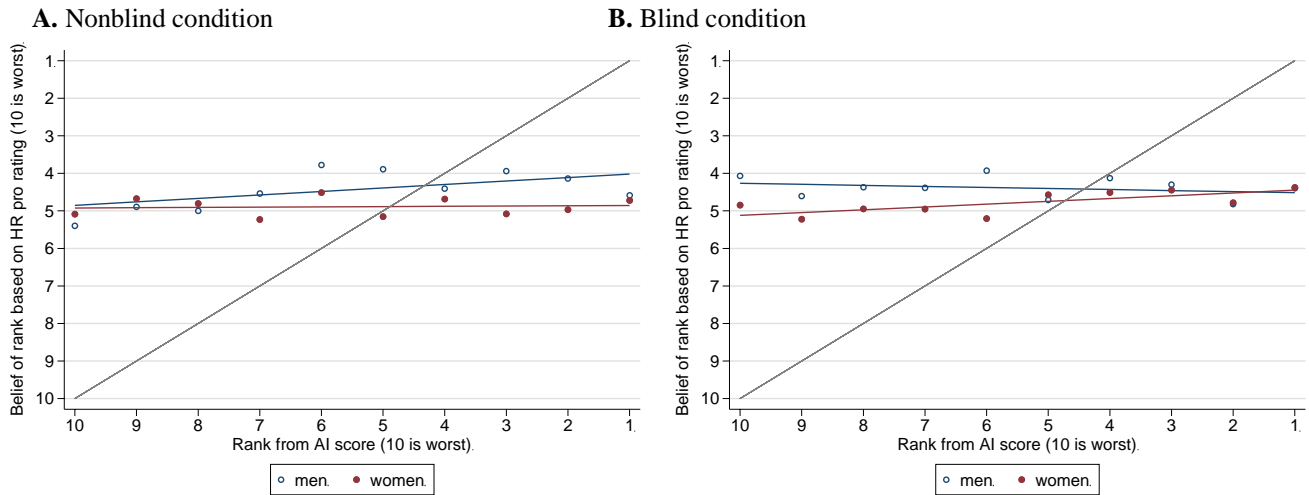 A. Nonblind condition
Belief of rank based on HR pro rating (10 is worst).
1.
2
3
4
5
6
7
8
9
10
10 9 8 7 6 5 4 3 2 1.
Rank from AI score (10 is worst).
men. women.
B. Blind condition
Belief of rank based on HR pro rating (10 is worst).
1.
2
3
4
5
6
7
8
9
10
10 9 8 7 6 5 4 3 2 1.
Rank from AI score (10 is worst).
men. women.